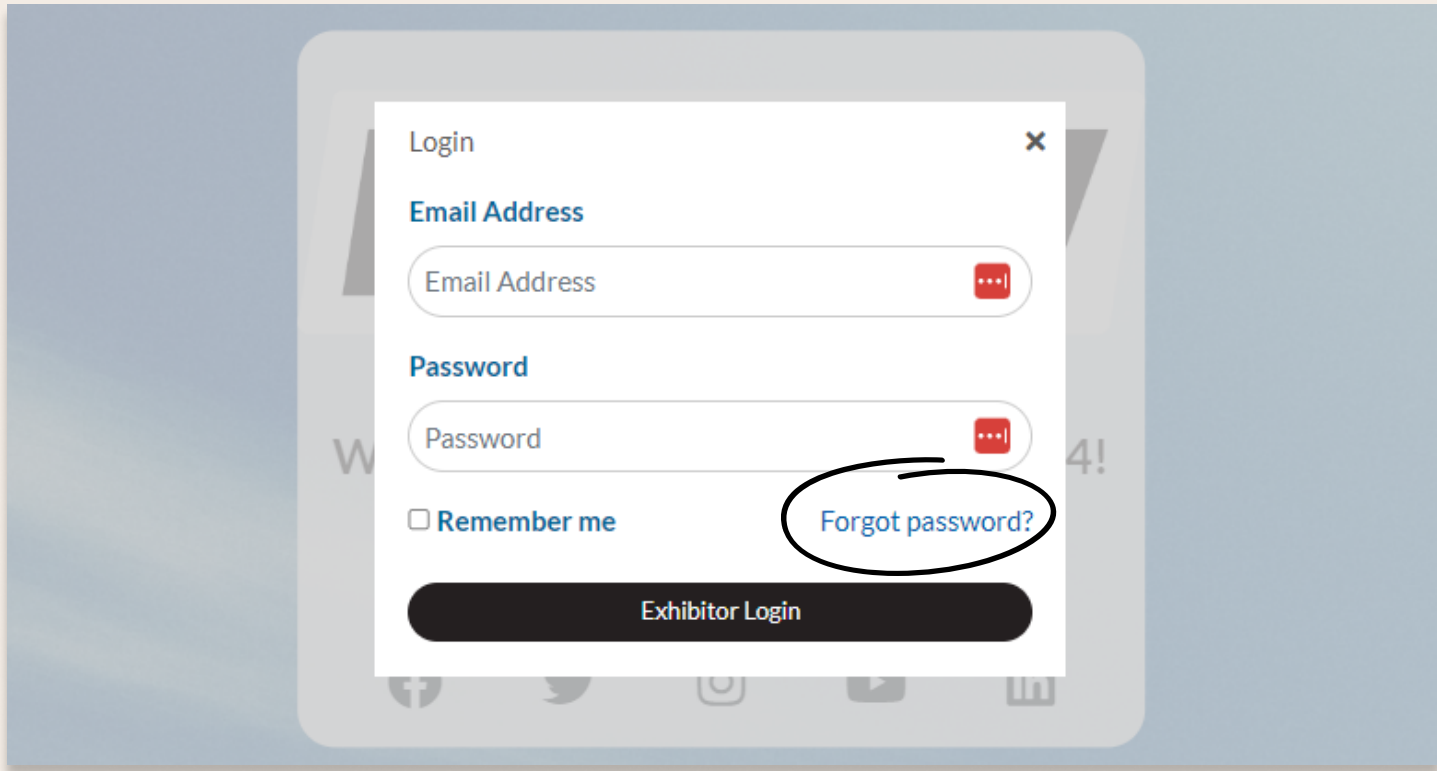 Login
Email Address
Email Address
Password
Password
Remember me Forgot password?
Exhibitor Login